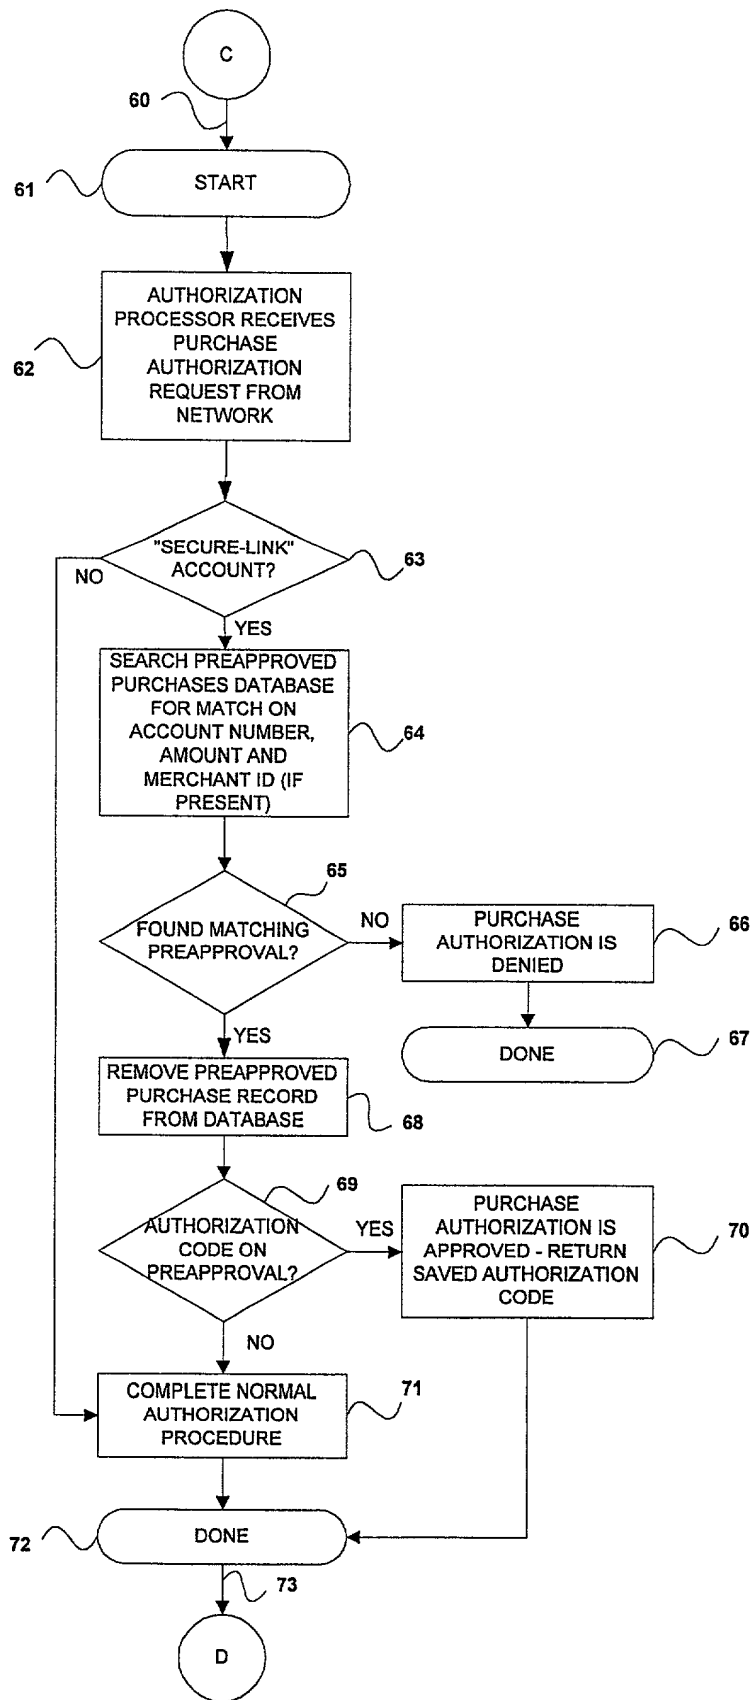 C
60
61
START
62
AUTHORIZATION
PROCESSOR RECEIVES
PURCHASE
AUTHORIZATION
REQUEST FROM
NETWORK
"SECURE-LINK"
ACCOUNT?
63
NO
YES
SEARCH PREAPPROVED
PURCHASES DATABASE
FOR MATCH ON
ACCOUNT NUMBER,
AMOUNT AND
MERCHANT ID (IF
PRESENT)
64
65
FOUND MATCHING
PREAPPROVAL?
NO
PURCHASE
AUTHORIZATION IS
DENIED
66
YES
DONE
67
REMOVE PREAPPROVED
PURCHASE RECORD
FROM DATABASE
68
69
AUTHORIZATION
CODE ON
PREAPPROVAL?
YES
PURCHASE
AUTHORIZATION IS
APPROVED - RETURN
SAVED AUTHORIZATION
CODE
70
NO
COMPLETE NORMAL
AUTHORIZATION
PROCEDURE
71
72
DONE
73
D